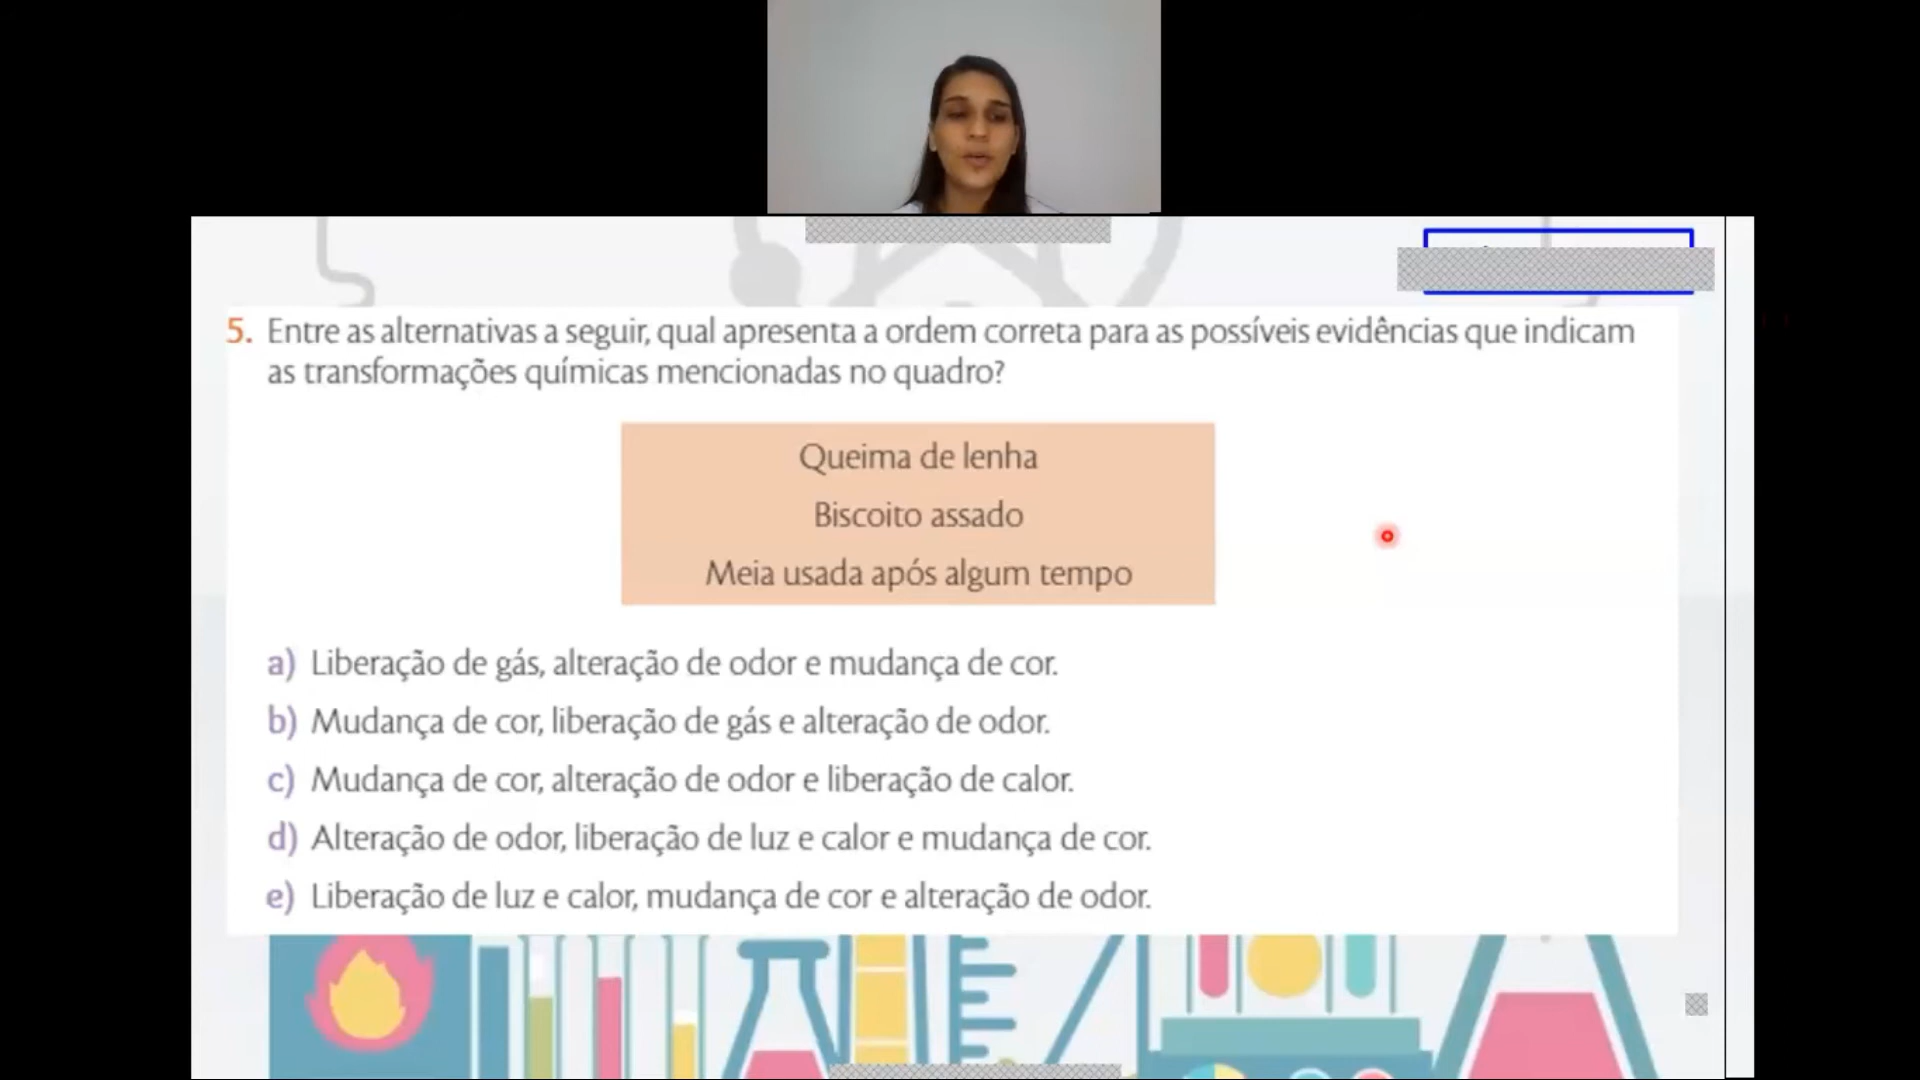 5. Entre as alternativas a seguir, qual apresenta a ordem correta para as possíveis evidências que indicam
as transformações químicas mencionadas no quadro?
Queima de lenha
Biscoito assado
Meia usada após algum tempo
a) Liberação de gás, alteração de odor e mudança de cor.
b) Mudança de cor, liberação de gás e alteração de odor.
c) Mudança de cor, alteração de odor e liberação de calor.
d) Alteração de odor, liberação de luz e calor e mudança de cor.
e) Liberação de luz e calor, mudança de cor e alteração de odor.